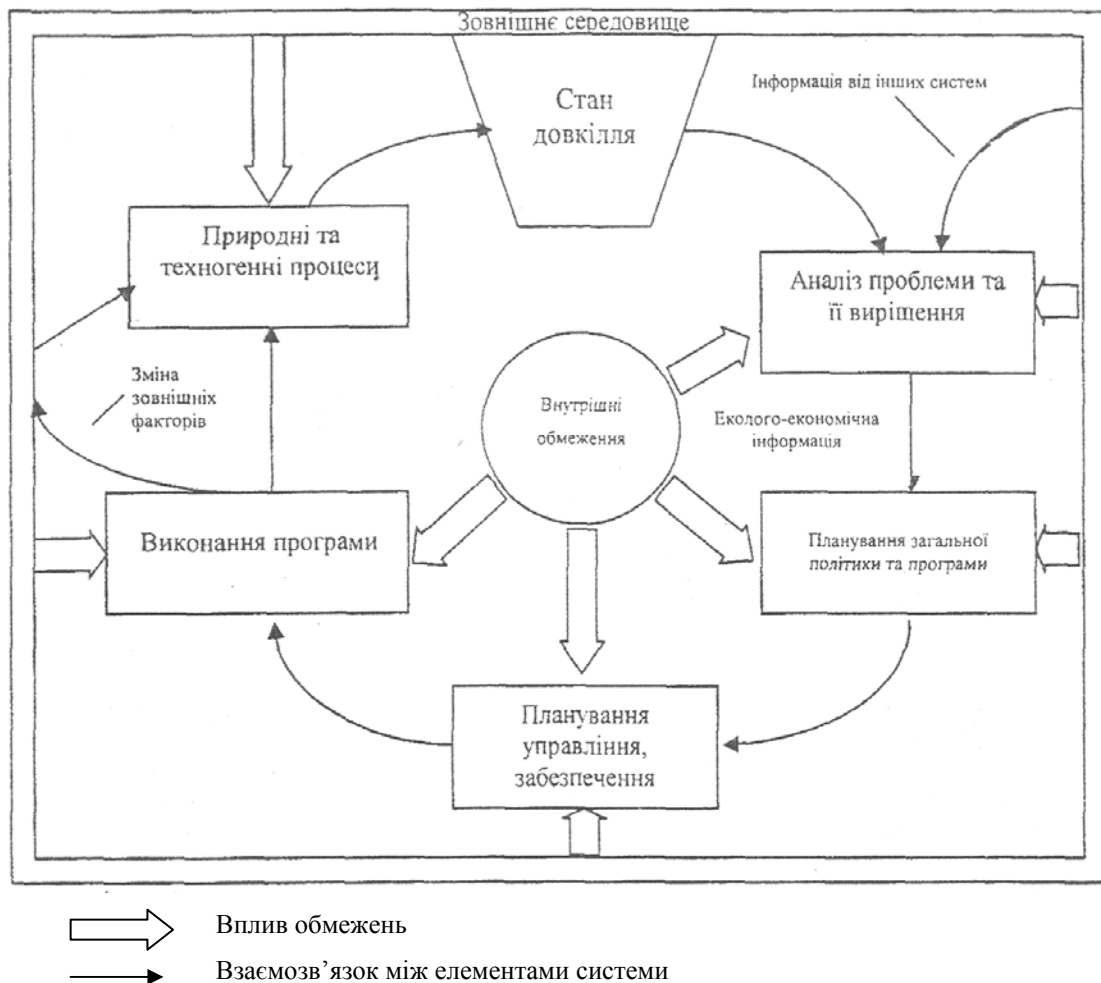 Зовнішнє середовище
Стан
довкілля
Інформація від інших систем
Природні та
техногенні процеси
Аналіз проблеми та
її вирішення
Зміна
зовнішніх
факторів
Внутрішні
обмеження
Еколого-економічна
інформація
Виконання програми
Планування загальної
політики та програми
Планування
управління,
забезпечення
Вплив обмежень
Взаємозв’язок між елементами системи